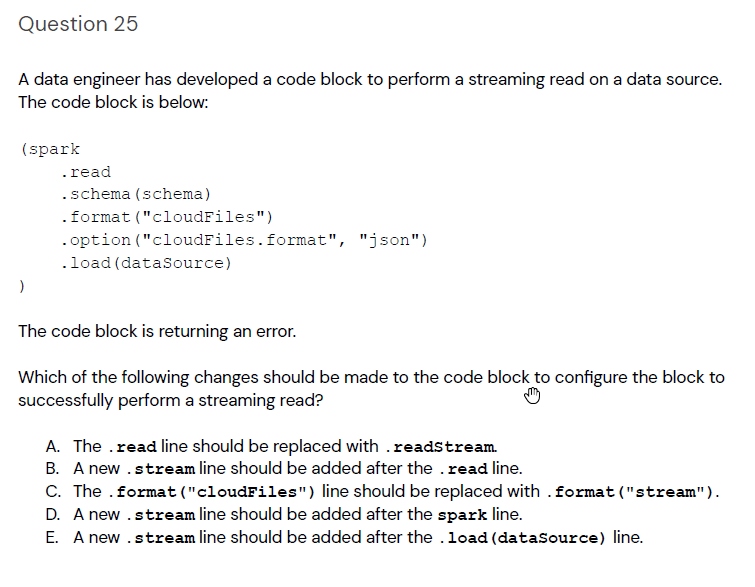 Question 25
A data engineer has developed a code block to perform a streaming read on a data source.
The code block is below:
(spark
.read
.schema(schema)
.format("cloudFiles")
.option("cloudFiles.format", "json")
.load(dataSource)
)
The code block is returning an error.
Which of the following changes should be made to the code block to configure the block to
successfully perform a streaming read?
A. The .read line should be replaced with .readStream.
B. A new .stream line should be added after the .read line.
C. The .format("cloudFiles") line should be replaced with .format("stream").
D. A new .stream line should be added after the spark line.
E. A new .stream line should be added after the .load(dataSource) line.